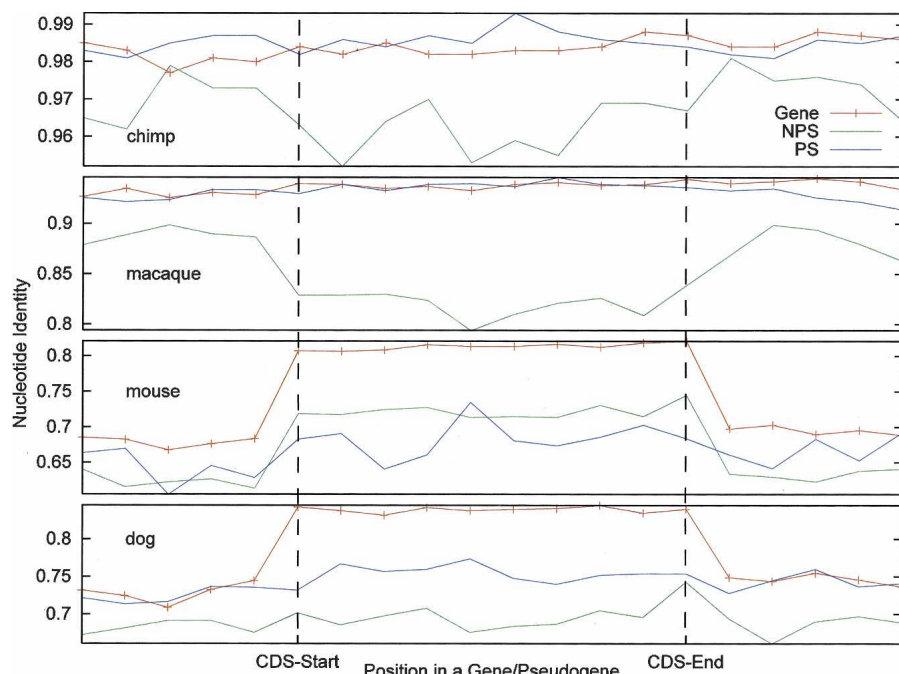 0.99
0.98
0.97
0.96
chimp
Gene
NPS
PS
0.9
0.85
0.8
macaque
Nucleotide Identity
0.8
0.75
0.7
0.65
mouse
0.8
0.75
0.7
dog
CDS-Start
CDS-End
Position in a Gene/Pseudogene